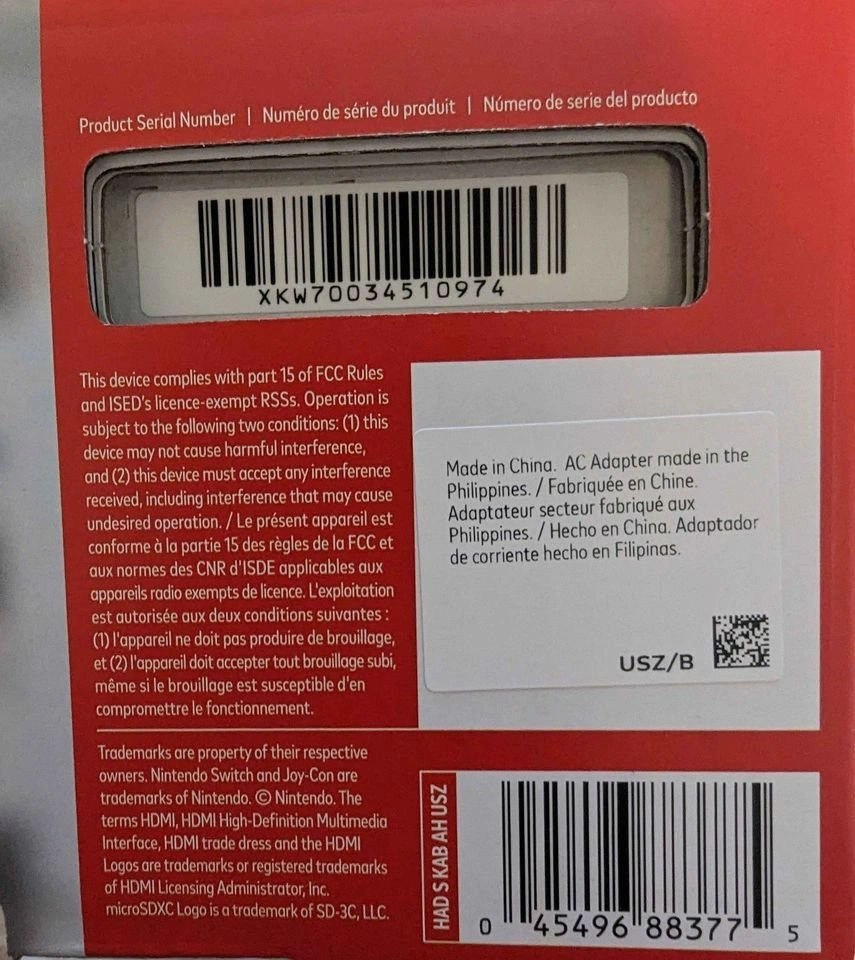 Product Serial Number | Numéro de série du produit | Número de serie del producto
XKW70034510974
This device complies with part 15 of FCC Rules
and ISED's licence-exempt RSSs. Operation is
subject to the following two conditions: (1) this
device may not cause harmful interference,
and (2) this device must accept any interference
received, including interference that may cause
undesired operation. / Le présent appareil est
conforme à la partie 15 des règles de la FCC et
aux normes des CNR d'ISDE applicables aux
appareils radio exempts de licence. L'exploitation
est autorisée aux deux conditions suivantes :
(1) l'appareil ne doit pas produire de brouillage,
et (2) l'appareil doit accepter tout brouillage subi,
même si le brouillage est susceptible d'en
compromettre le fonctionnement.
Made in China. AC Adapter made in the
Philippines. / Fabriquée en Chine.
Adaptateur secteur fabriqué aux
Philippines. / Hecho en China. Adaptador
de corriente hecho en Filipinas.
USZ/B
Trademarks are property of their respective
owners. Nintendo Switch and Joy-Con are
trademarks of Nintendo. © Nintendo. The
terms HDMI, HDMI High-Definition Multimedia
Interface, HDMI trade dress and the HDMI
Logos are trademarks or registered trademarks
of HDMI Licensing Administrator, Inc.
microSDXC Logo is a trademark of SD-3C, LLC.
HAD S KAB AH USZ
0 45496 88377 5